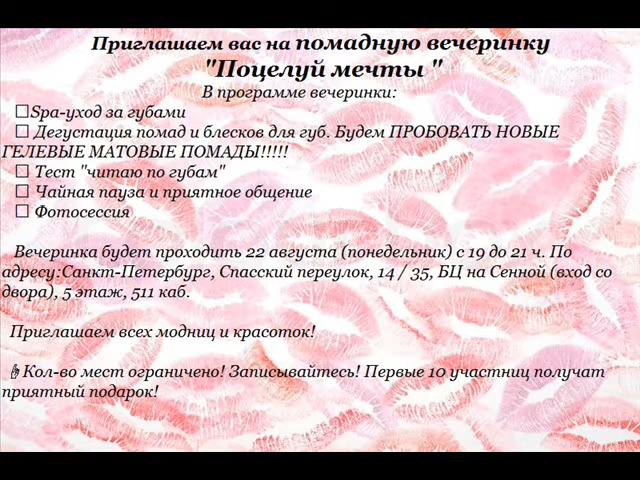 Приглашаем вас на помадную вечеринку
"Поцелуй мечты "
В программе вечеринки:
□Spa-уход за губами
□ Дегустация помад и блесков для губ. Будем ПРОБОВАТЬ НОВЫЕ
ГЕЛЕВЫЕ МАТОВЫЕ ПОМАДЫ!!!!!
□ Тест "читаю по губам"
□ Чайная пауза и приятное общение
□ Фотосессия
Вечеринка будет проходить 22 августа (понедельник) с 19 до 21 ч. По
адресу:Санкт-Петербург, Спасский переулок, 14 / 35, БЦ на Сенной (вход со
двора), 5 этаж, 511 каб.
Приглашаем всех модниц и красоток!
☝Кол-во мест ограничено! Записывайтесь! Первые 10 участниц получат
приятный подарок!